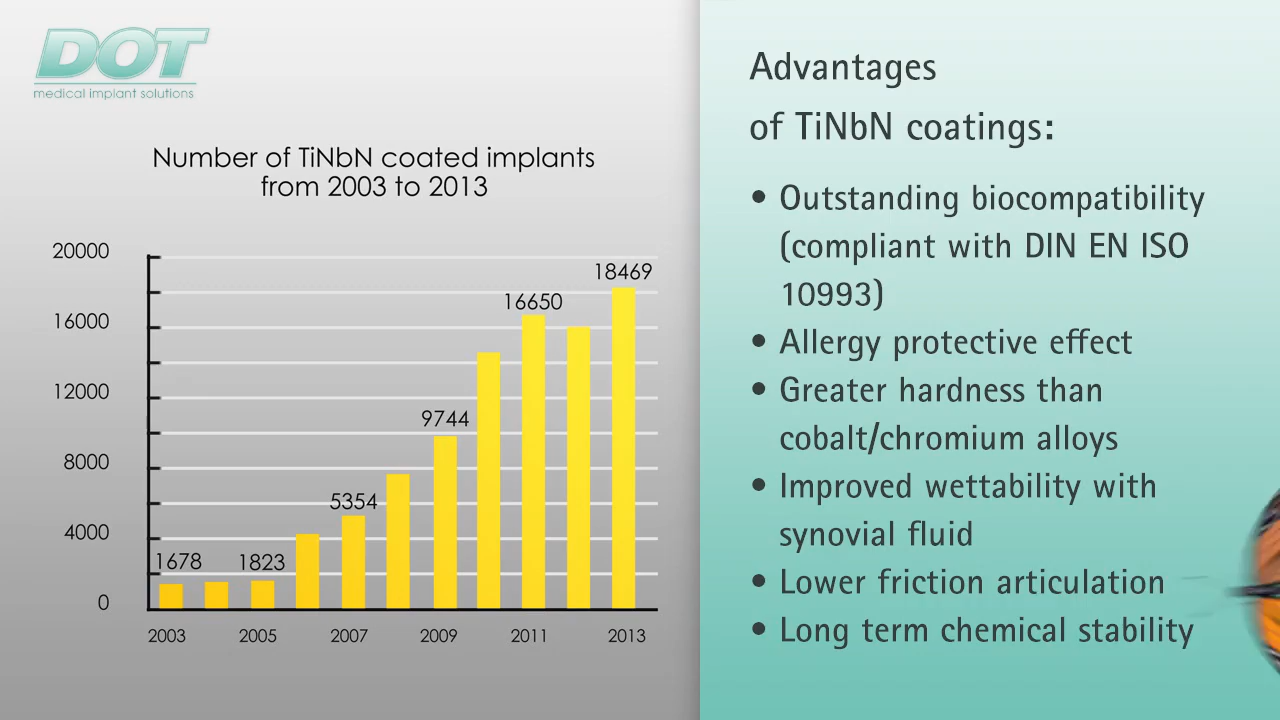 DOT
medical implant solutions
Number of TiNbN coated implants
from 2003 to 2013
20000
16000
12000
8000
4000
0
1678
1823
5354
9744
16650
18469
2003
2005
2007
2009
2011
2013
Advantages
of TiNbN coatings:
• Outstanding biocompatibility
(compliant with DIN EN ISO
10993)
• Allergy protective effect
• Greater hardness than
cobalt/chromium alloys
• Improved wettability with
synovial fluid
• Lower friction articulation
• Long term chemical stability